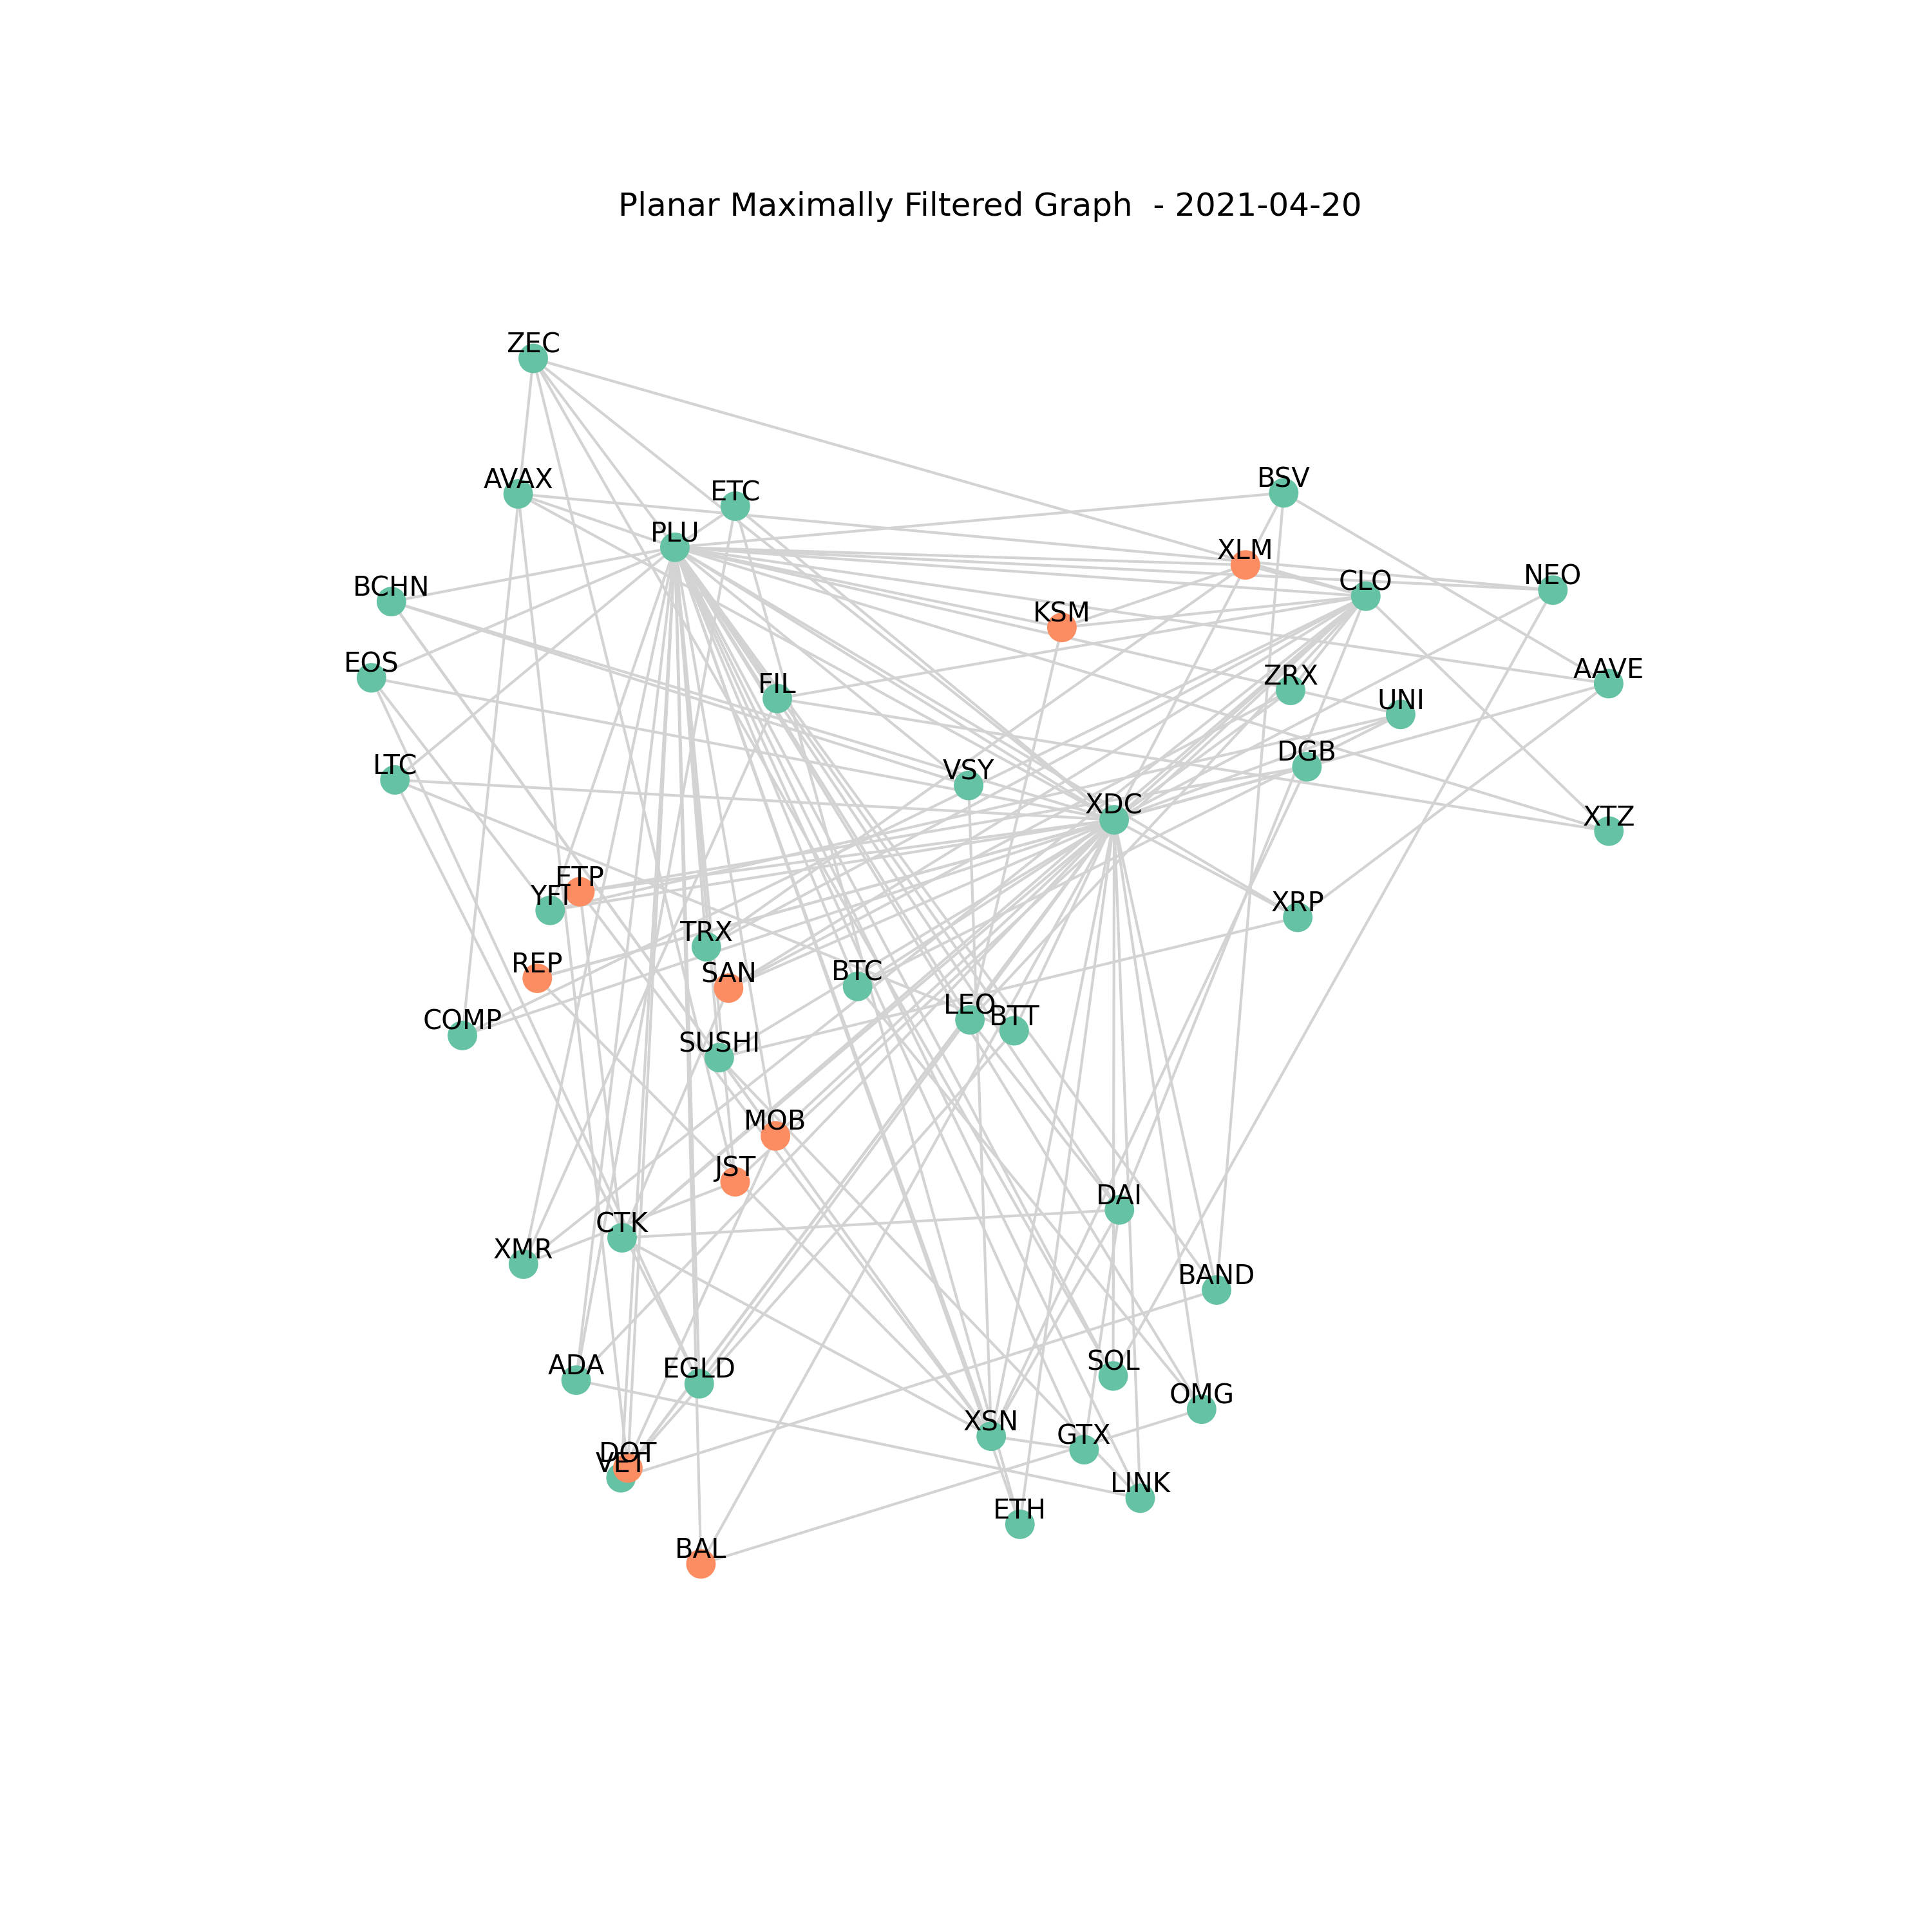 Planar Maximally Filtered Graph - 2021-04-20
ZEC
AVAX
ETC
BSV
PLU
XLM
BCHN
NEO
CLO
KSM
EOS
AAVE
ZRX
FIL
UNI
DGB
LTC
VSY
XDC
XTZ
ETP
YFI
XRP
TRX
REP
SAN
BTC
LEO
BTT
COMP
SUSHI
MOB
JST
DAI
CTK
XMR
BAND
SOL
ADA
EGLD
OMG
XSN
GTX
DOT
VET
LINK
ETH
BAL